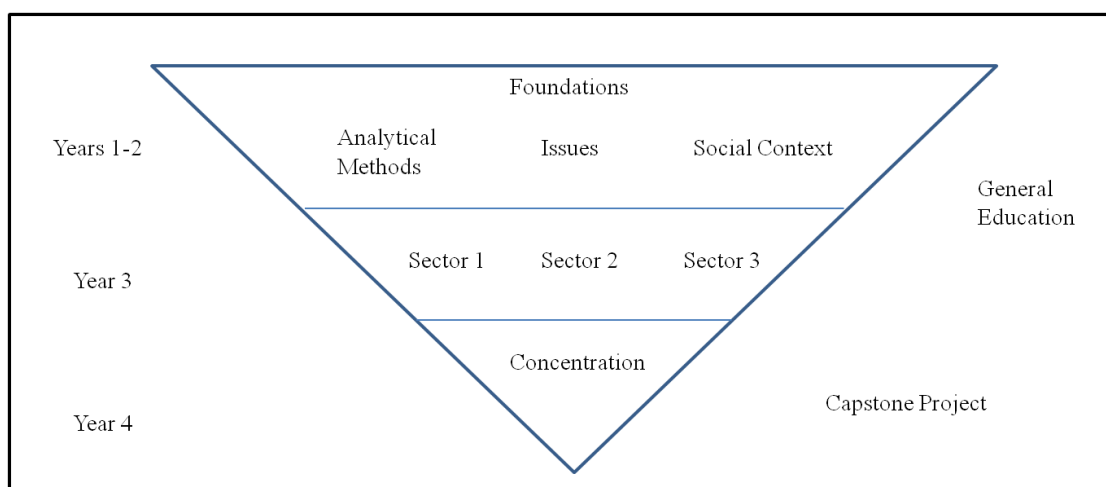 Foundations
Years 1-2
Analytical
Methods
Issues
Social Context
General
Education
Year 3
Sector 1
Sector 2
Sector 3
Concentration
Year 4
Capstone Project